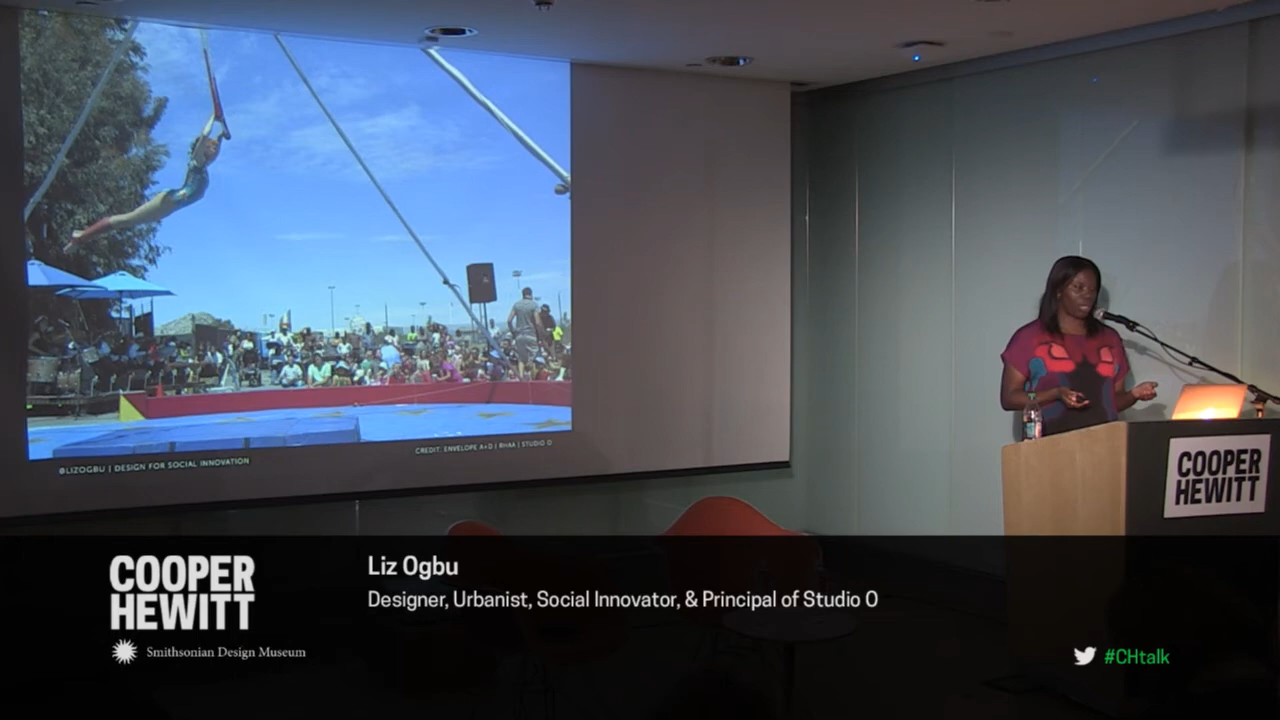 @LIZOGBU | DESIGN FOR SOCIAL INNOVATION
CREDIT: ENVELOPE A+D | RHAA | STUDIO O
COOPER
HEWITT
COOPER
HEWITT
Smithsonian Design Museum
Liz Ogbu
Designer, Urbanist, Social Innovator, & Principal of Studio O
#CHtalk